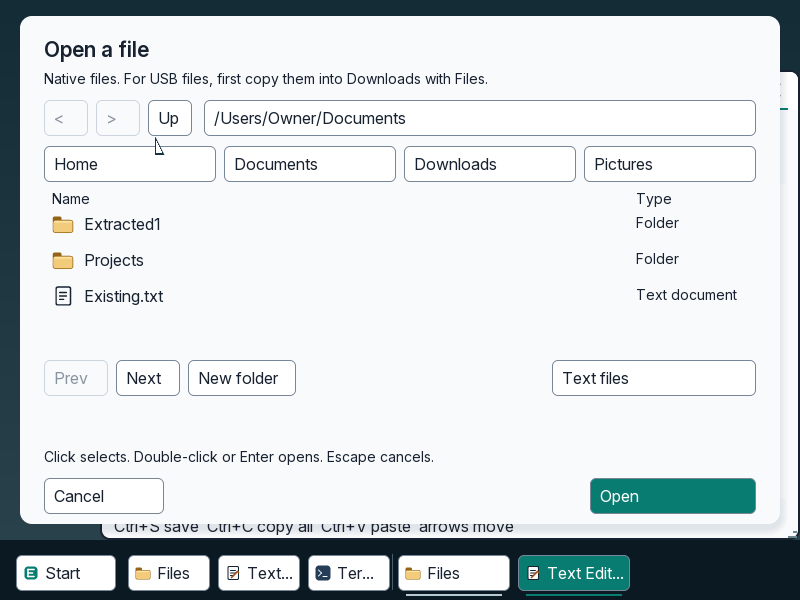 Open a file
Native files. For USB files, first copy them into Downloads with Files.
< > Up /Users/Owner/Documents
Home Documents Downloads Pictures
Name Type
Extracted1 Folder
Projects Folder
Existing.txt Text document
Prev Next New folder Text files
Click selects. Double-click or Enter opens. Escape cancels.
Cancel Open
Ctrl+S save Ctrl+C copy all Ctrl+V paste arrows move
Start Files Text... Ter... Files Text Edit...